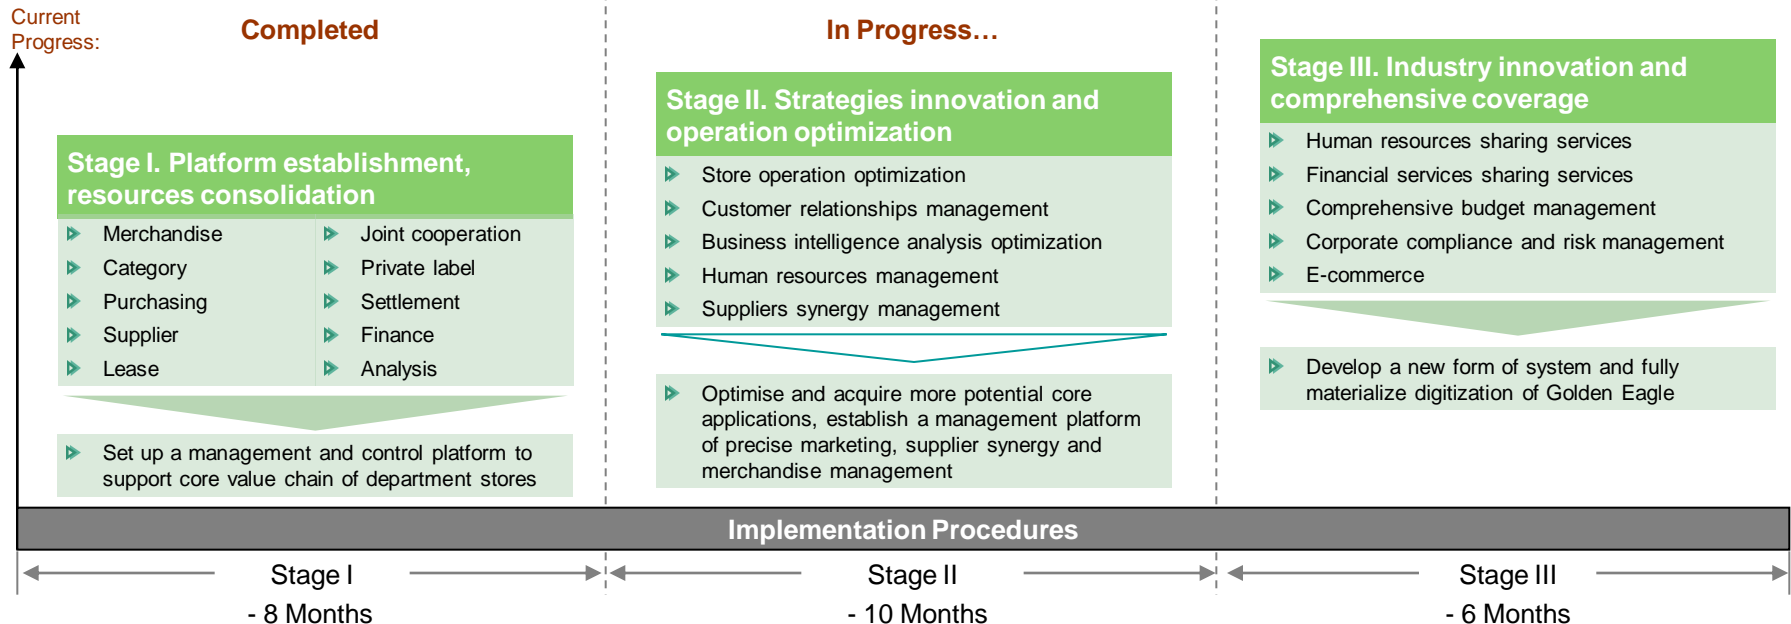 Current
Progress:
Completed
In Progress…
Stage I. Platform establishment,
resources consolidation
Merchandise
Category
Purchasing
Supplier
Lease
Joint cooperation
Private label
Settlement
Finance
Analysis
Set up a management and control platform to
support core value chain of department stores
Stage II. Strategies innovation and
operation optimization
Store operation optimization
Customer relationships management
Business intelligence analysis optimization
Human resources management
Suppliers synergy management
Optimise and acquire more potential core
applications, establish a management platform
of precise marketing, supplier synergy and
merchandise management
Stage III. Industry innovation and
comprehensive coverage
Human resources sharing services
Financial services sharing services
Comprehensive budget management
Corporate compliance and risk management
E-commerce
Develop a new form of system and fully
materialize digitization of Golden Eagle
Implementation Procedures
Stage I
- 8 Months
Stage II
- 10 Months
Stage III
- 6 Months